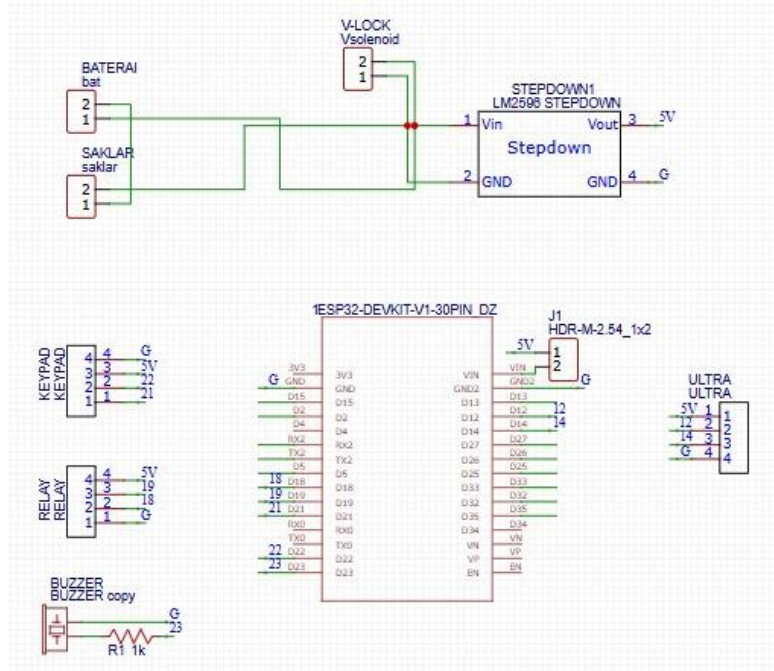 V-LOCK
Vsolenoid
2
1
BATERAI
bat
2
1
SAKLAR
saklar
2
1
STEPDOWN1
LM2596 STEPDOWN
1 Vin Vout 3 5V
Stepdown
2 GND GND 4 G
1ESP32-DEVKIT-V1-30PIN_DZ
J1
HDR-M-2.54_1x2
5V 1
2
KEYPAD
KEYPAD
4 4 G
3 3 5V
2 2 22
1 1 21
3V3 3V3 VIN VIN
G GND GND GND2 GND2 G
D15 D15 D13 D13
D2 D2 D12 D12 12
D4 D4 D14 D14 14
RX2 RX2 D27 D27
TX2 TX2 D26 D26
D5 D5 D25 D25
18 D18 D18 D33 D33
19 D19 D19 D32 D32
21 D21 D21 D35 D35
RX0 RX0 D34 D34
TX0 TX0 VN VN
22 D22 D22 VP VP
23 D23 D23 EN EN
ULTRA
ULTRA
5V 1 1
12 2 2
14 3 3
G 4 4
RELAY
RELAY
4 4 5V
3 3 19
2 2 18
1 1 G
BUZZER
BUZZER copy
G
23
R1 1k